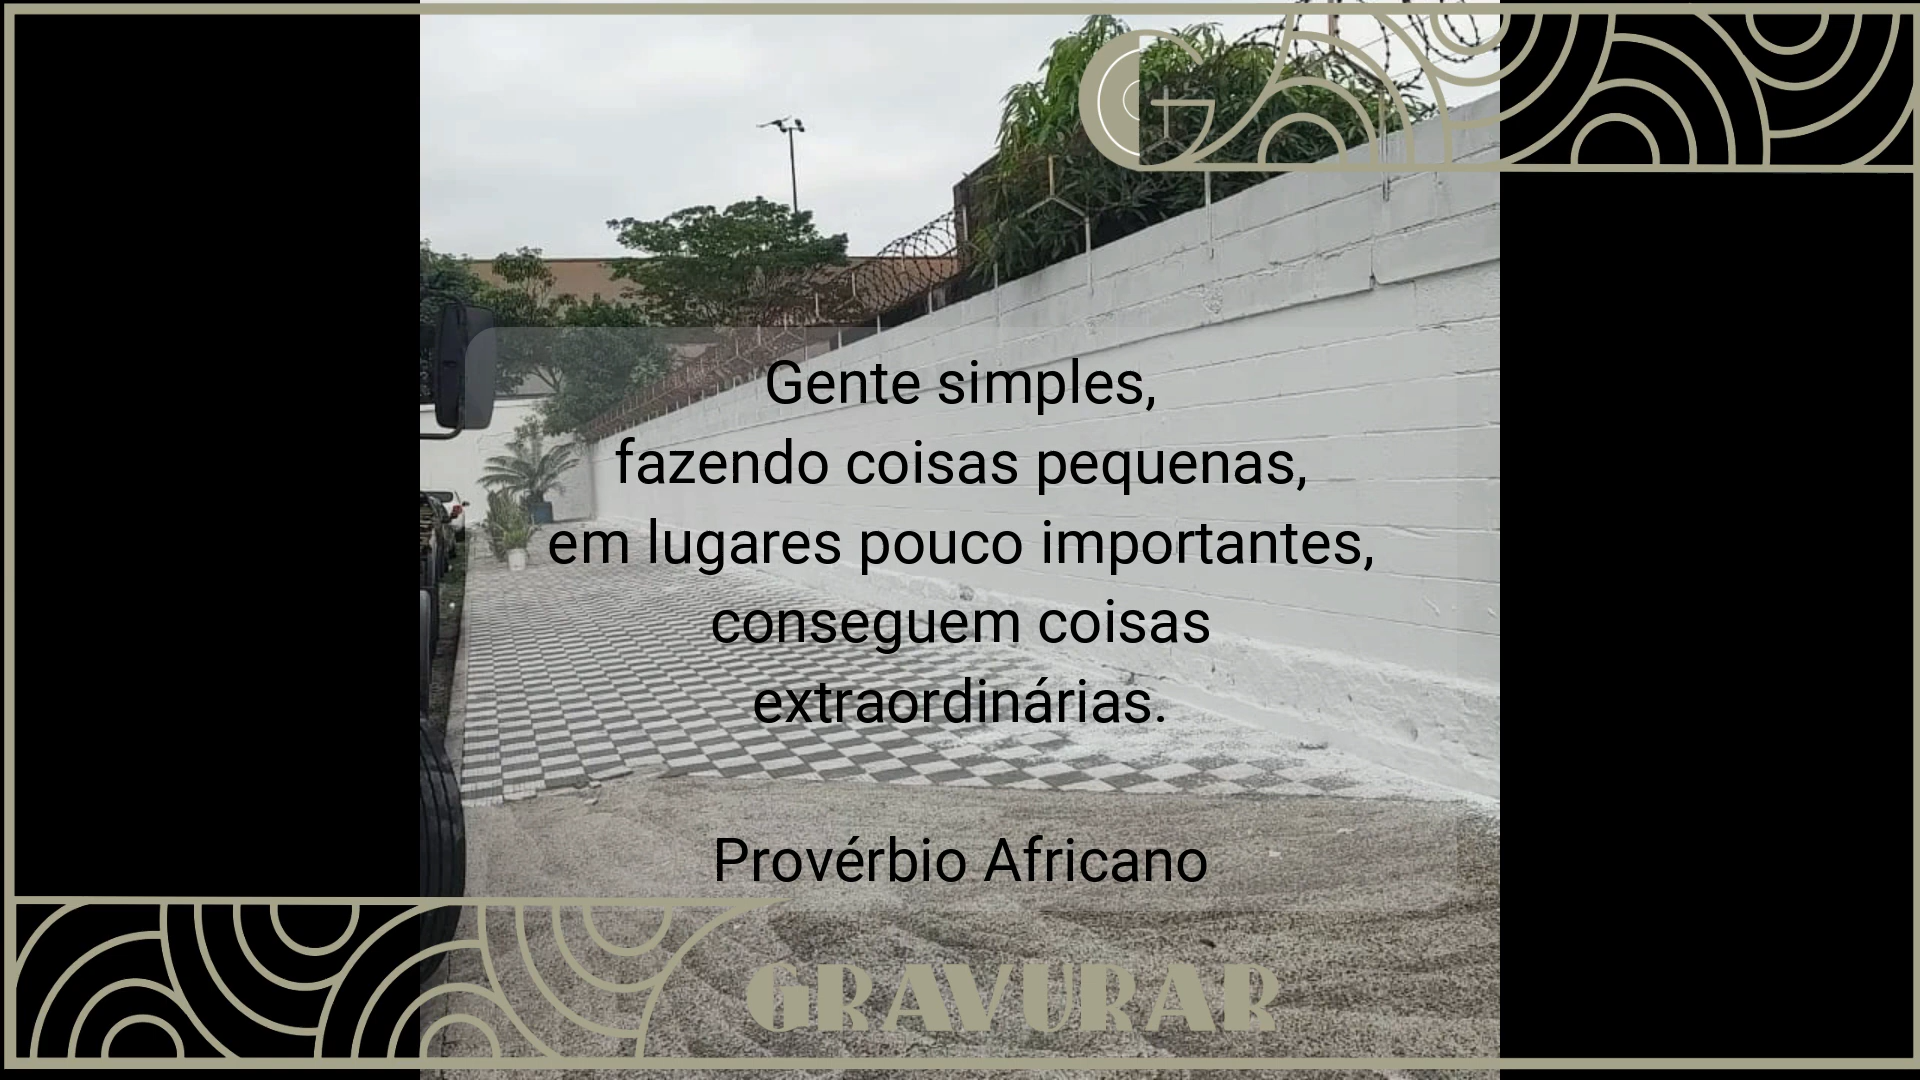 G
Gente simples,
fazendo coisas pequenas,
em lugares pouco importantes,
conseguem coisas
extraordinárias.
Provérbio Africano
GRAVURAR